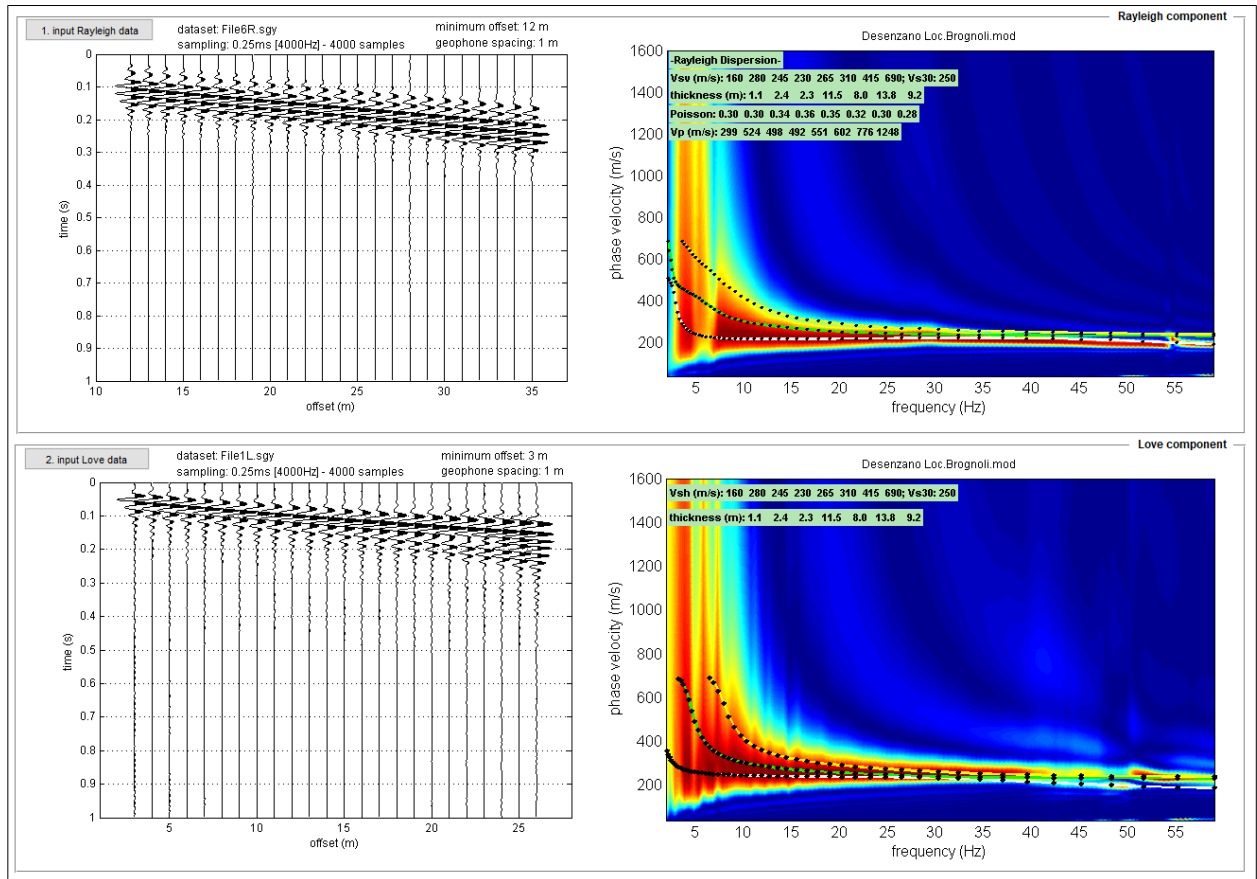 Rayleigh component
1. input Rayleigh data
dataset: File6R.sgy
sampling: 0.25ms [4000Hz] - 4000 samples
minimum offset: 12 m
geophone spacing: 1 m
time (s)
0
0.1
0.2
0.3
0.4
0.5
0.6
0.7
0.8
0.9
1
10 15 20 25 30 35
offset (m)
Desenzano Loc.Brognoli.mod
-Rayleigh Dispersion-
Vsv (m/s): 160 280 245 230 265 310 415 690; Vs30: 250
thickness (m): 1.1 2.4 2.3 11.5 8.0 13.8 9.2
Poisson: 0.30 0.30 0.34 0.36 0.35 0.32 0.30 0.28
Vp (m/s): 299 524 498 492 551 602 776 1248
phase velocity (m/s)
1600
1400
1200
1000
800
600
400
200
5 10 15 20 25 30 35 40 45 50 55
frequency (Hz)
Love component
2. input Love data
dataset: File1L.sgy
sampling: 0.25ms [4000Hz] - 4000 samples
minimum offset: 3 m
geophone spacing: 1 m
time (s)
0
0.1
0.2
0.3
0.4
0.5
0.6
0.7
0.8
0.9
1
5 10 15 20 25
offset (m)
Desenzano Loc.Brognoli.mod
Vsh (m/s): 160 280 245 230 265 310 415 690; Vs30: 250
thickness (m): 1.1 2.4 2.3 11.5 8.0 13.8 9.2
phase velocity (m/s)
1600
1400
1200
1000
800
600
400
200
5 10 15 20 25 30 35 40 45 50 55
frequency (Hz)